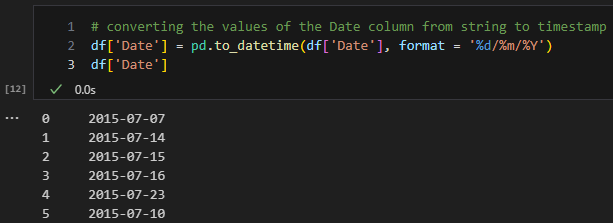 1 # converting the values of the Date column from string to timestamp
2 df['Date'] = pd.to_datetime(df['Date'], format = '%d/%m/%Y')
3 df['Date']
[12] ✓ 0.0s
... 0 2015-07-07
1 2015-07-14
2 2015-07-15
3 2015-07-16
4 2015-07-23
5 2015-07-10